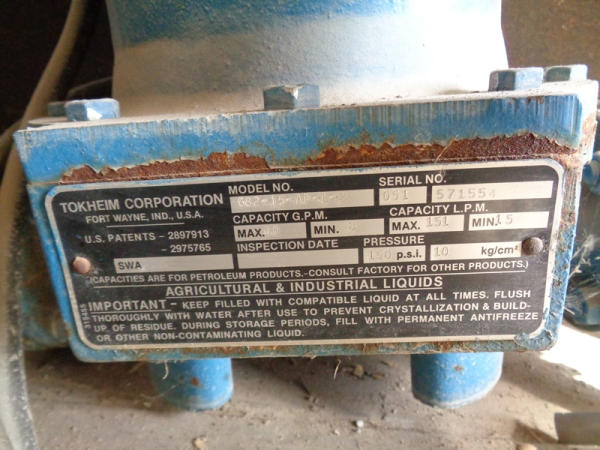 MODEL NO. SERIAL NO.
TOKHEIM CORPORATION 051 571554
FORT WAYNE, IND., U.S.A. CAPACITY G.P.M. CAPACITY L.P.M.
U.S. PATENTS - 2897913 MAX. MIN. MAX. 151 MIN. 15
- 2975765 INSPECTION DATE PRESSURE
SWA p.s.i. 10 kg/cm²
(CAPACITIES ARE FOR PETROLEUM PRODUCTS.-CONSULT FACTORY FOR OTHER PRODUCTS.)
AGRICULTURAL & INDUSTRIAL LIQUIDS
IMPORTANT - KEEP FILLED WITH COMPATIBLE LIQUID AT ALL TIMES. FLUSH
THOROUGHLY WITH WATER AFTER USE TO PREVENT CRYSTALLIZATION & BUILD-
UP OF RESIDUE. DURING STORAGE PERIODS, FILL WITH PERMANENT ANTIFREEZE
OR OTHER NON-CONTAMINATING LIQUID.